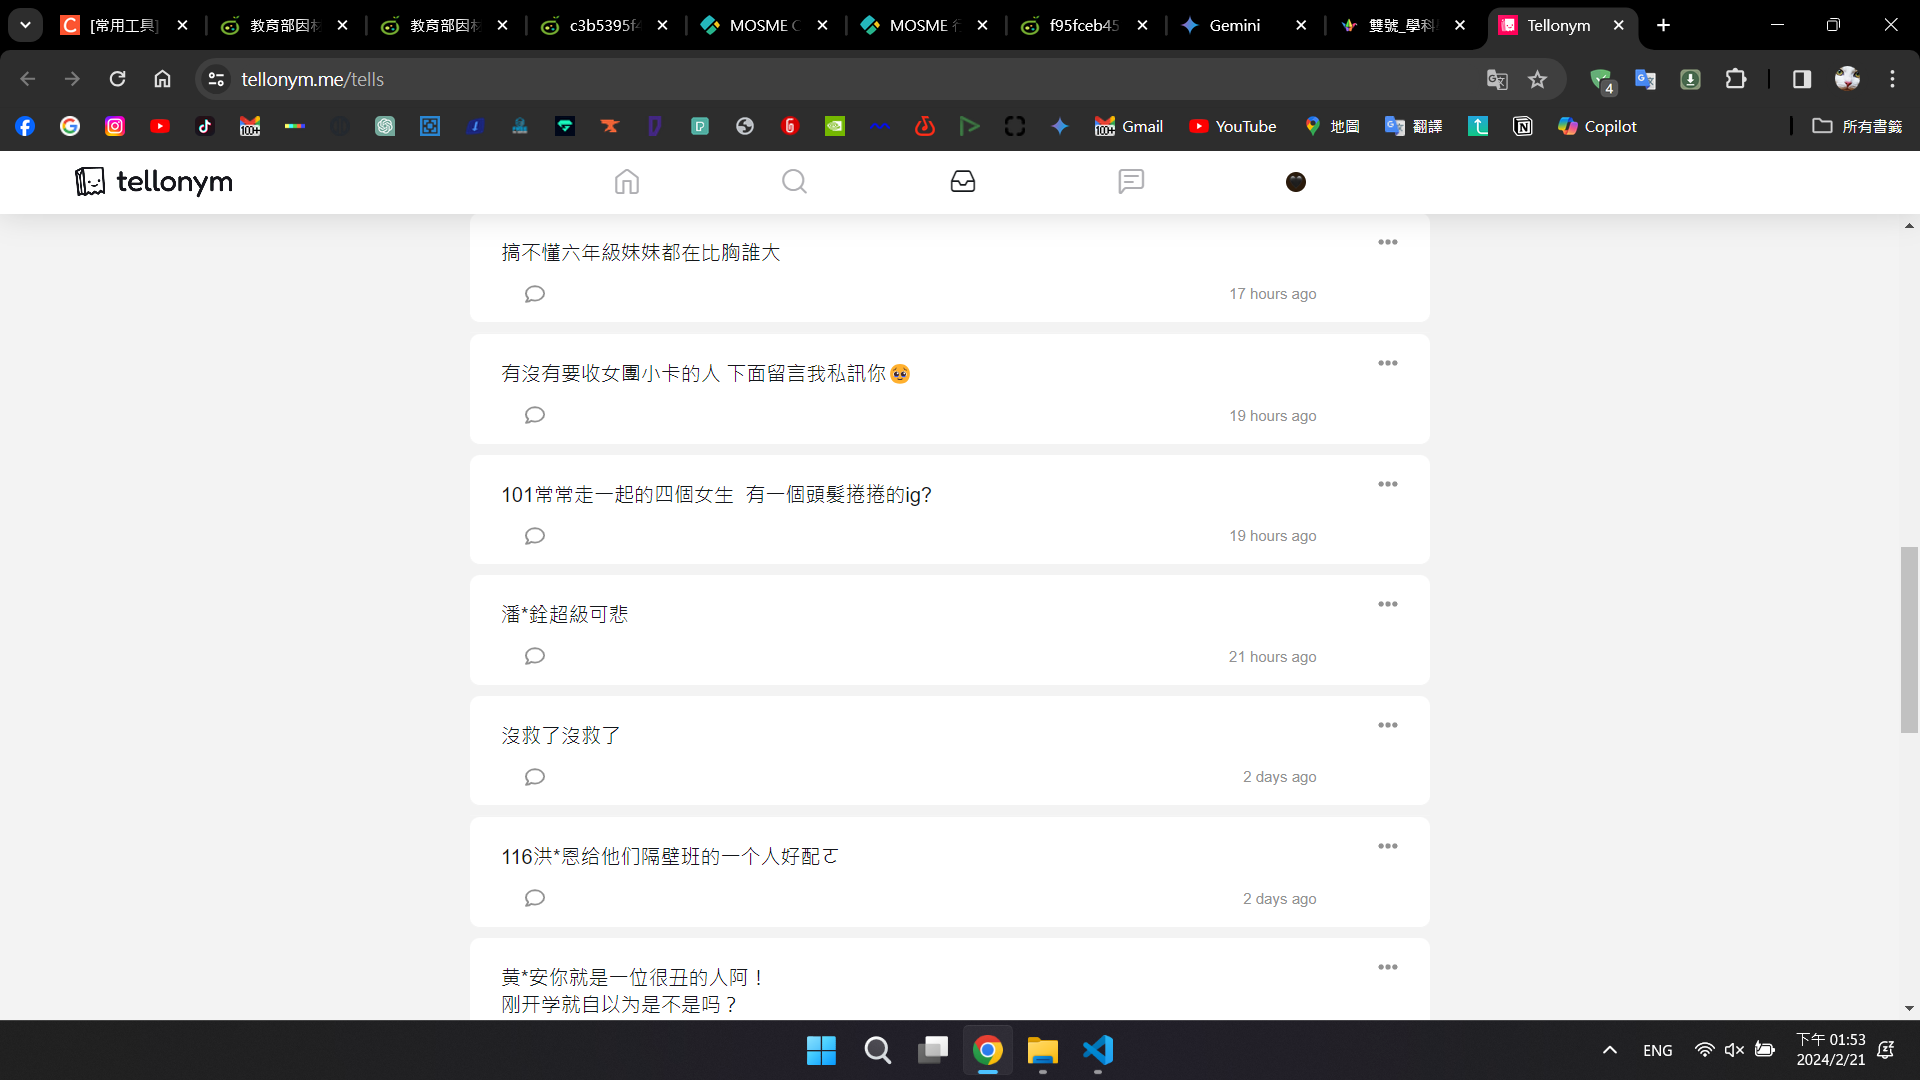 [常用工具]
教育部因材
教育部因材
c3b5395f4
MOSME C
MOSME 行
f95fceb45
Gemini
雙號_學科
Tellonym
tellonym.me/tells
4
Gmail
YouTube
地圖
翻譯
Copilot
所有書籤
tellonym
搞不懂六年級妹妹都在比胸誰大
17 hours ago
有沒有要收女團小卡的人 下面留言我私訊你🥹
19 hours ago
101常常走一起的四個女生 有一個頭髮捲捲的ig?
19 hours ago
潘*銓超級可悲
21 hours ago
沒救了沒救了
2 days ago
116洪*恩给他们隔壁班的一个人好配ㄛ
2 days ago
黄*安你就是一位很丑的人阿！
刚开学就自以为是不是吗？
ENG
下午 01:53
2024/2/21